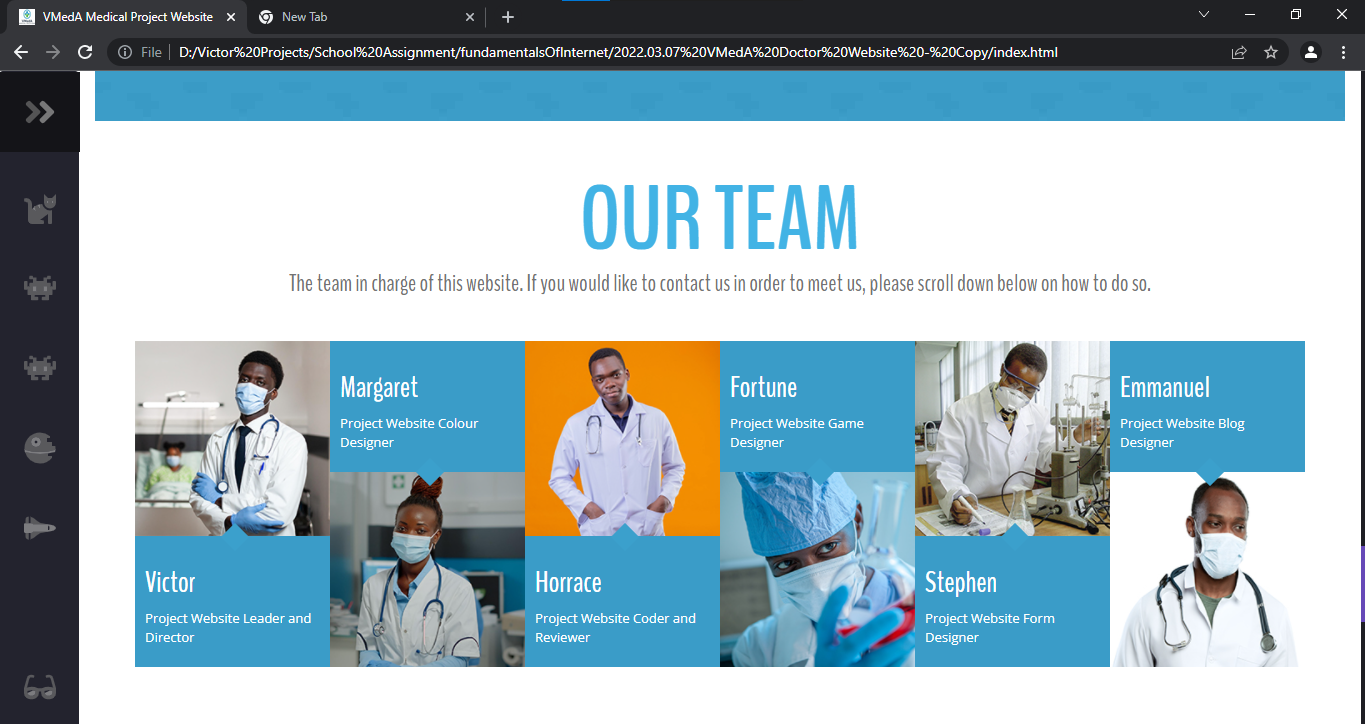 VMedA Medical Project Website
New Tab
File
D:/Victor%20Projects/School%20Assignment/fundamentalsOfInternet/2022.03.07%20VMedA%20Doctor%20Website%20-%20Copy/index.html
OUR TEAM
The team in charge of this website. If you would like to contact us in order to meet us, please scroll down below on how to do so.
Victor
Project Website Leader and
Director
Margaret
Project Website Colour
Designer
Horrace
Project Website Coder and
Reviewer
Fortune
Project Website Game
Designer
Stephen
Project Website Form
Designer
Emmanuel
Project Website Blog
Designer